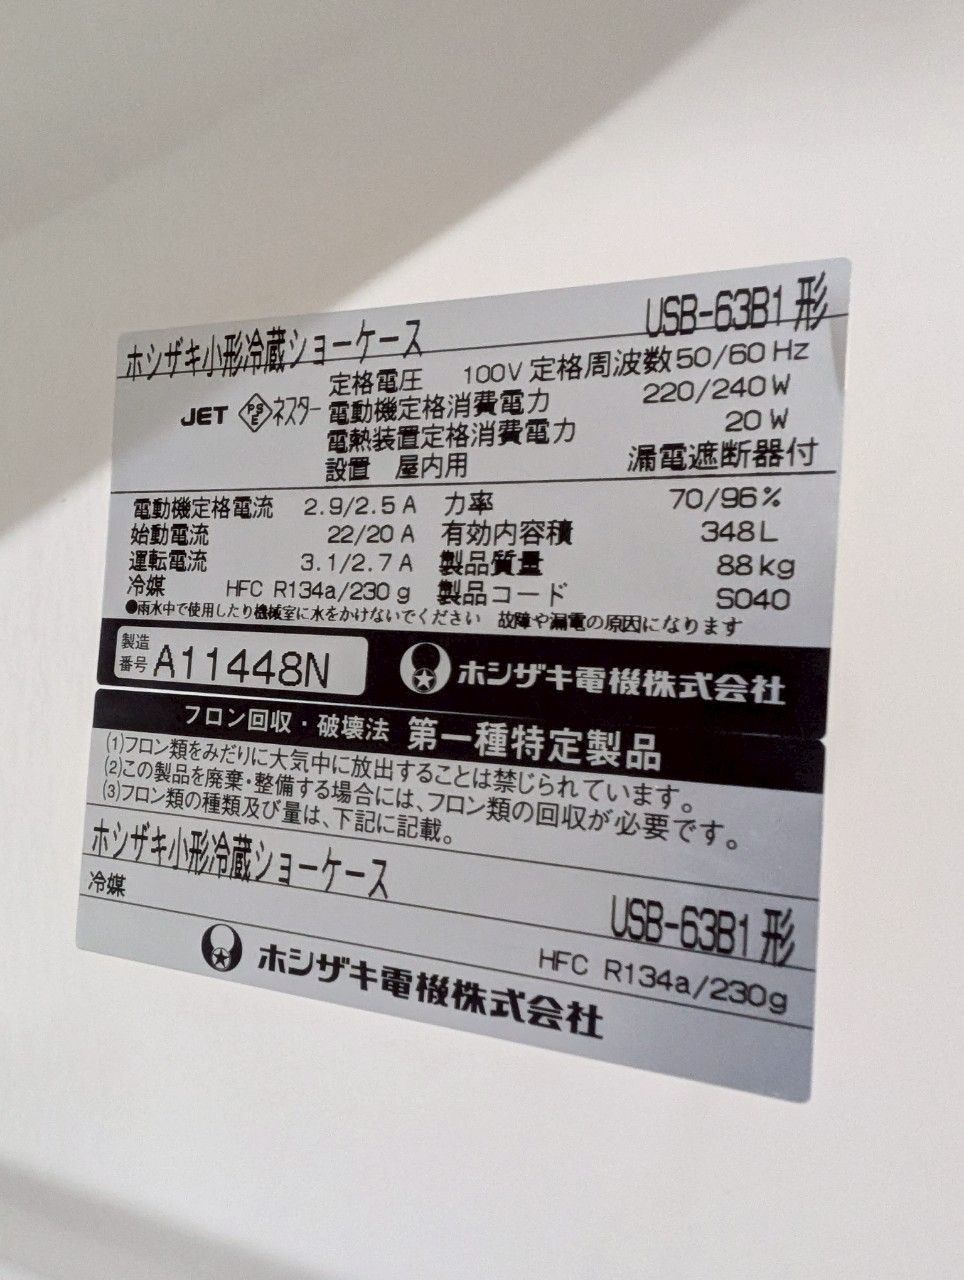 ホシザキ小形冷蔵ショーケース USB-63B1形
定格電圧 100V 定格周波数 50/60 Hz
JET PSE ネスター 電動機定格消費電力 220/240 W
電熱装置定格消費電力 20 W
設置 屋内用 漏電遮断器付
電動機定格電流 2.9/2.5 A 力率 70/96%
始動電流 22/20 A 有効内容積 348L
運転電流 3.1/2.7 A 製品質量 88kg
冷媒 HFC R134a/230 g 製品コード S040
●雨水中で使用したり機械室に水をかけないでください 故障や漏電の原因になります
製造番号 A11448N ホシザキ電機株式会社
フロン回収・破壊法 第一種特定製品
(1)フロン類をみだりに大気中に放出することは禁じられています。
(2)この製品を廃棄・整備する場合には、フロン類の回収が必要です。
(3)フロン類の種類及び量は、下記に記載。
ホシザキ小形冷蔵ショーケース USB-63B1形
冷媒 HFC R134a/230g
ホシザキ電機株式会社